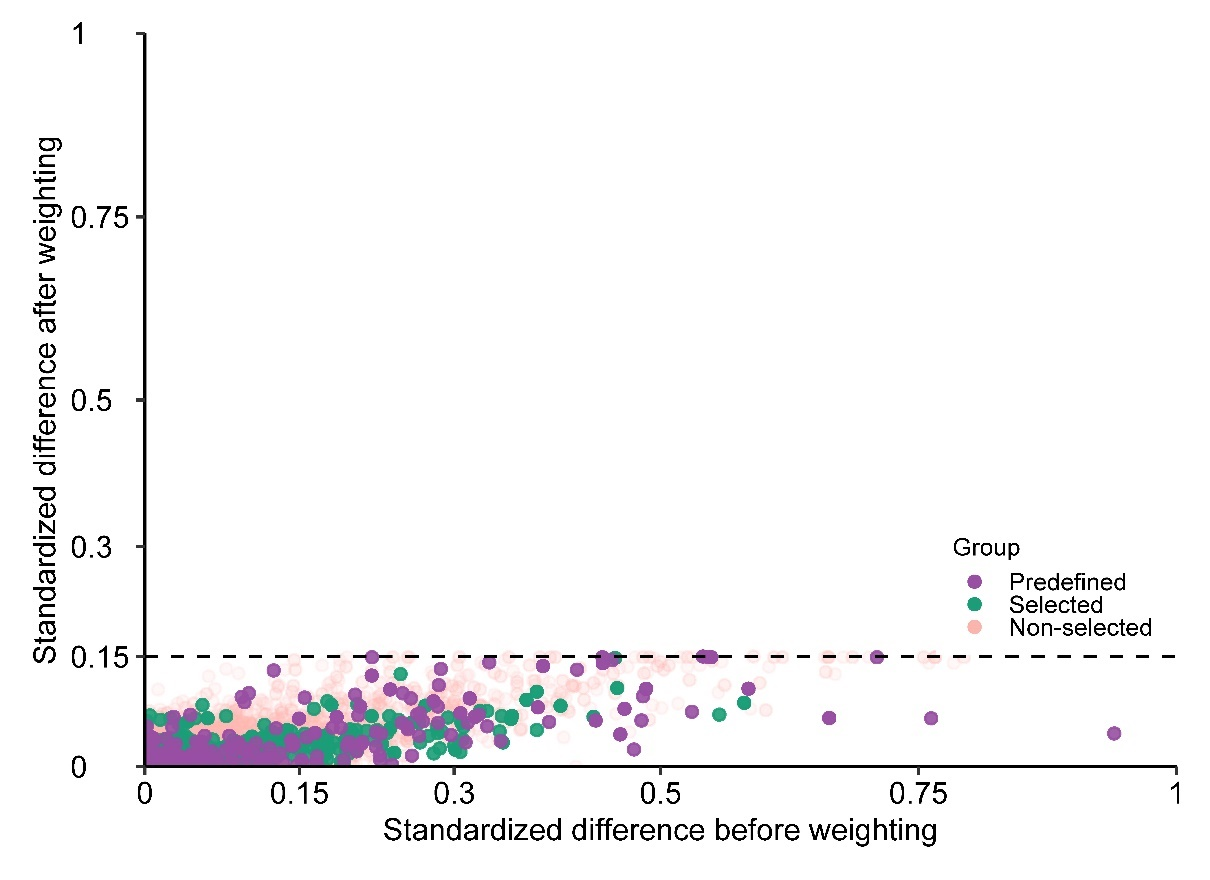 1
0.75
0.5
0.3
0.15
0
Standardized difference after weighting
Group
Predefined
Selected
Non-selected
0
0.15
0.3
0.5
0.75
1
Standardized difference before weighting